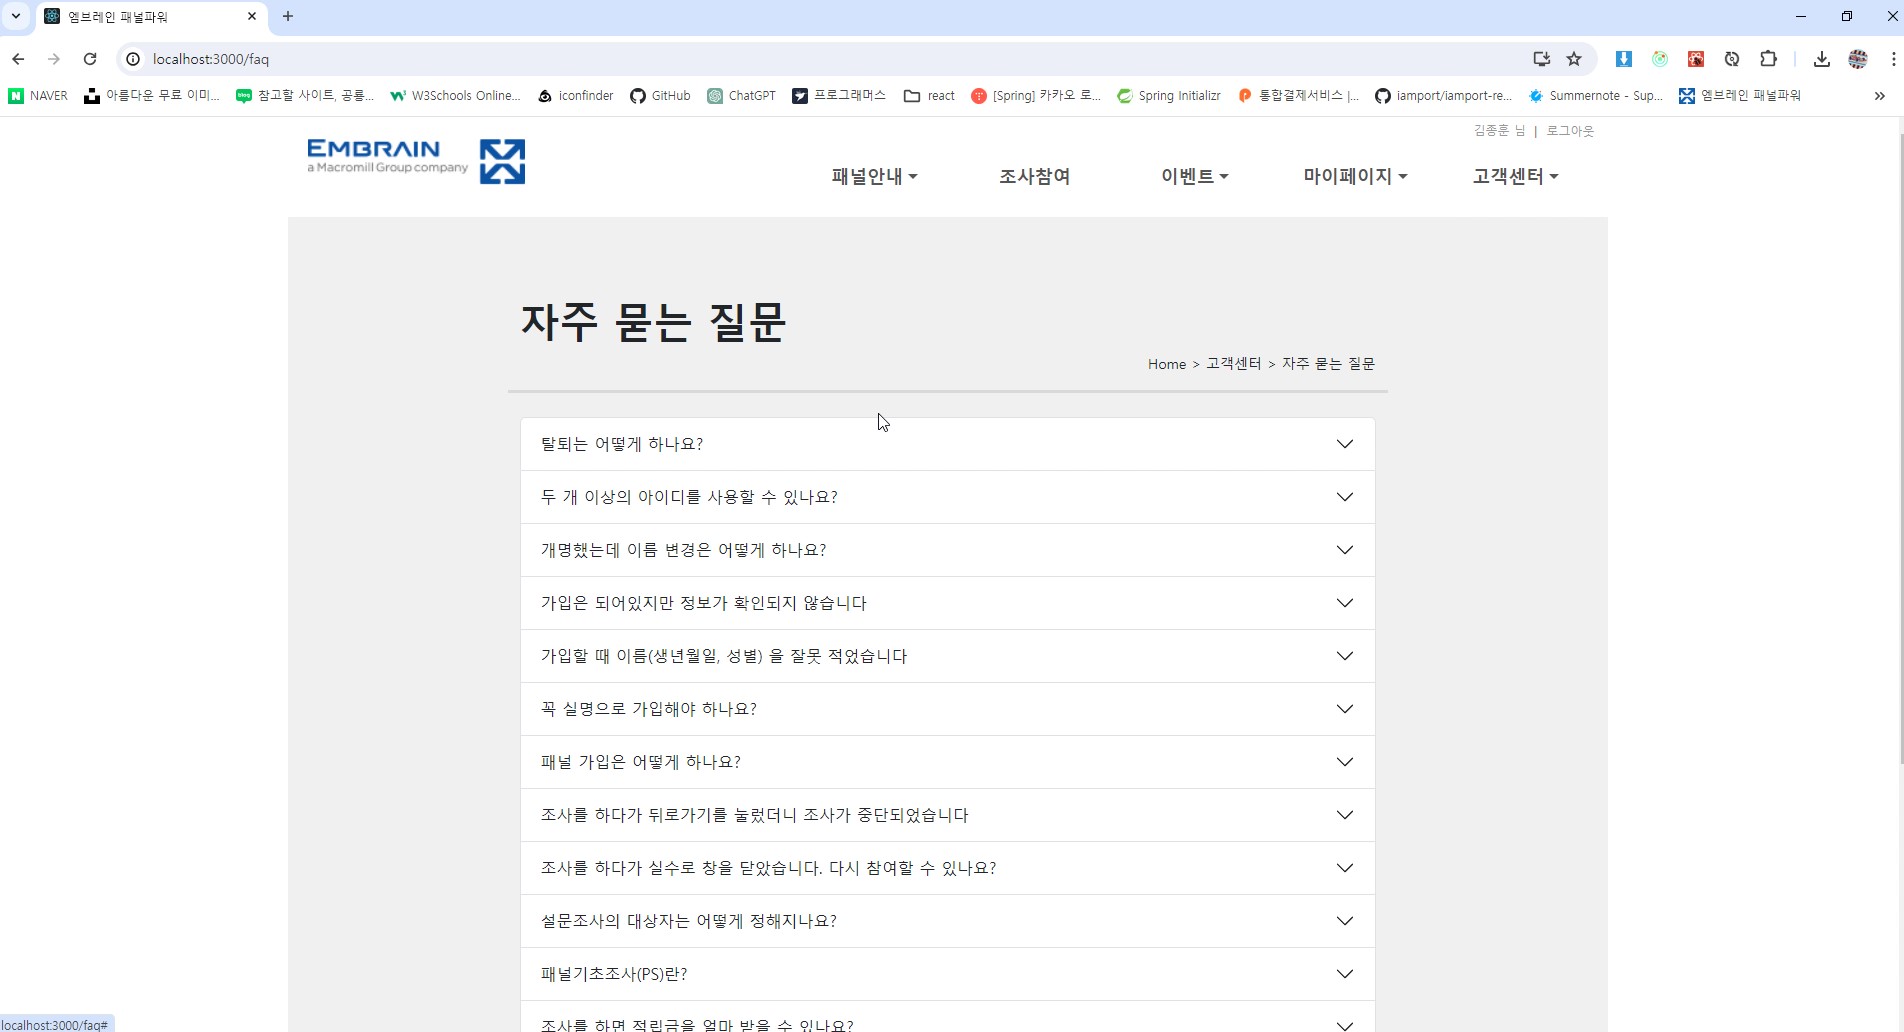 엠브레인 패널파워
localhost:3000/faq
NAVER
아름다운 무료 이미...
참고할 사이트, 공룡...
W3Schools Online...
iconfinder
GitHub
ChatGPT
프로그래머스
react
[Spring] 카카오 로...
Spring Initializr
통합결제서비스 |...
iamport/iamport-re...
Summernote - Sup...
엠브레인 패널파워
김종훈 님 | 로그아웃
EMBRAIN
a Macromill Group company
패널안내
조사참여
이벤트
마이페이지
고객센터
자주 묻는 질문
Home > 고객센터 > 자주 묻는 질문
탈퇴는 어떻게 하나요?
두 개 이상의 아이디를 사용할 수 있나요?
개명했는데 이름 변경은 어떻게 하나요?
가입은 되어있지만 정보가 확인되지 않습니다
가입할 때 이름(생년월일, 성별) 을 잘못 적었습니다
꼭 실명으로 가입해야 하나요?
패널 가입은 어떻게 하나요?
조사를 하다가 뒤로가기를 눌렀더니 조사가 중단되었습니다
조사를 하다가 실수로 창을 닫았습니다. 다시 참여할 수 있나요?
설문조사의 대상자는 어떻게 정해지나요?
패널기초조사(PS)란?
조사를 하면 적립금을 얼마 받을 수 있나요?
localhost:3000/faq#